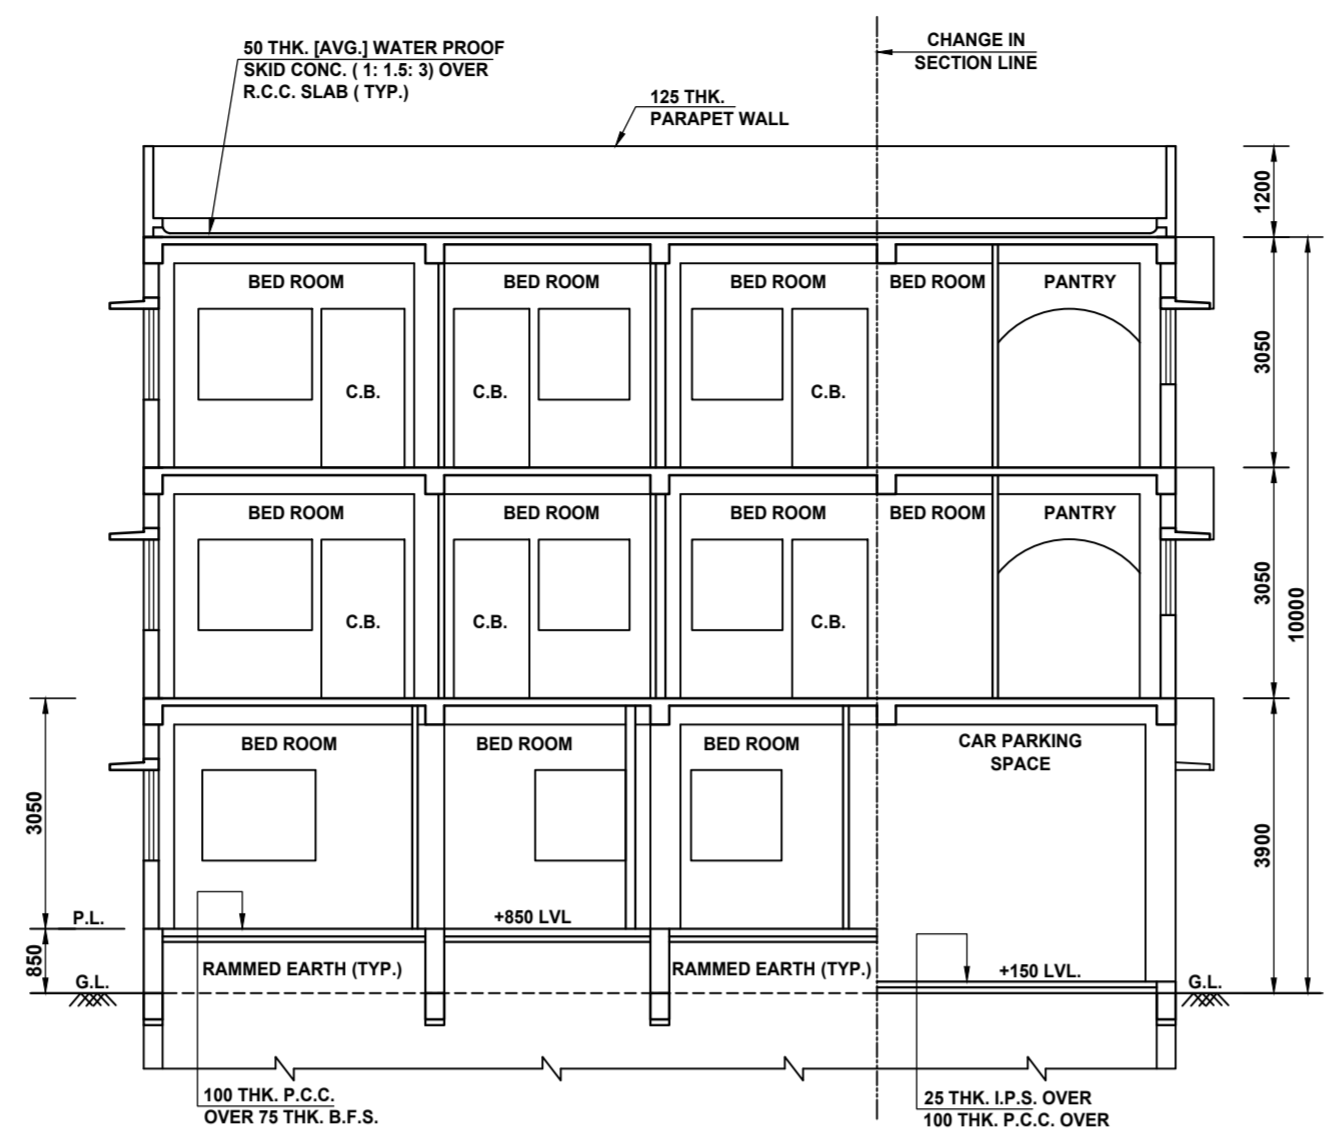 50 THK. [AVG.] WATER PROOF
SKID CONC. ( 1: 1.5: 3) OVER
R.C.C. SLAB ( TYP.)
CHANGE IN
SECTION LINE
125 THK.
PARAPET WALL
1200
BED ROOM
BED ROOM
BED ROOM
BED ROOM
PANTRY
C.B.
C.B.
C.B.
3050
BED ROOM
BED ROOM
BED ROOM
BED ROOM
PANTRY
C.B.
C.B.
C.B.
3050
10000
BED ROOM
BED ROOM
BED ROOM
CAR PARKING
SPACE
3050
3900
P.L.
+850 LVL
850
RAMMED EARTH (TYP.)
RAMMED EARTH (TYP.)
+150 LVL.
G.L.
G.L.
100 THK. P.C.C.
OVER 75 THK. B.F.S.
25 THK. I.P.S. OVER
100 THK. P.C.C. OVER